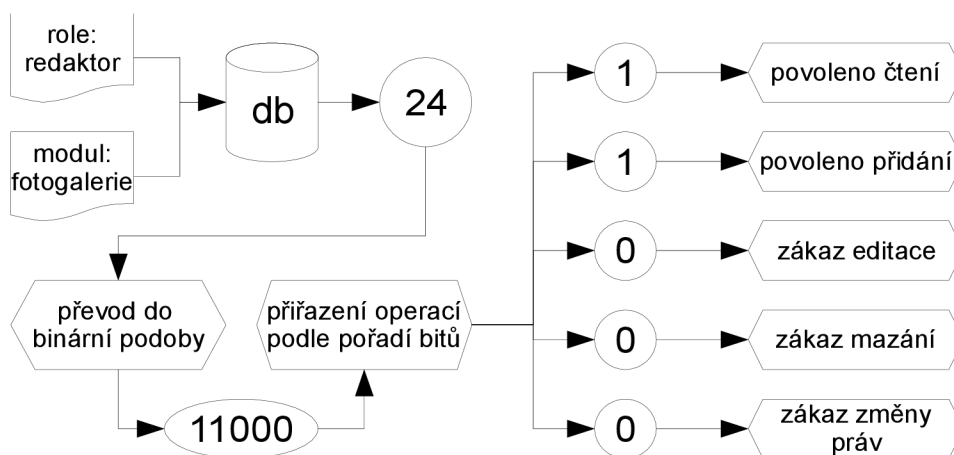 role:
redaktor
modul:
fotogalerie
db
24
převod do
binární podoby
11000
přiřazení operací
podle pořadí bitů
1
povoleno čtení
1
povoleno přidání
0
zákaz editace
0
zákaz mazání
0
zákaz změny
práv